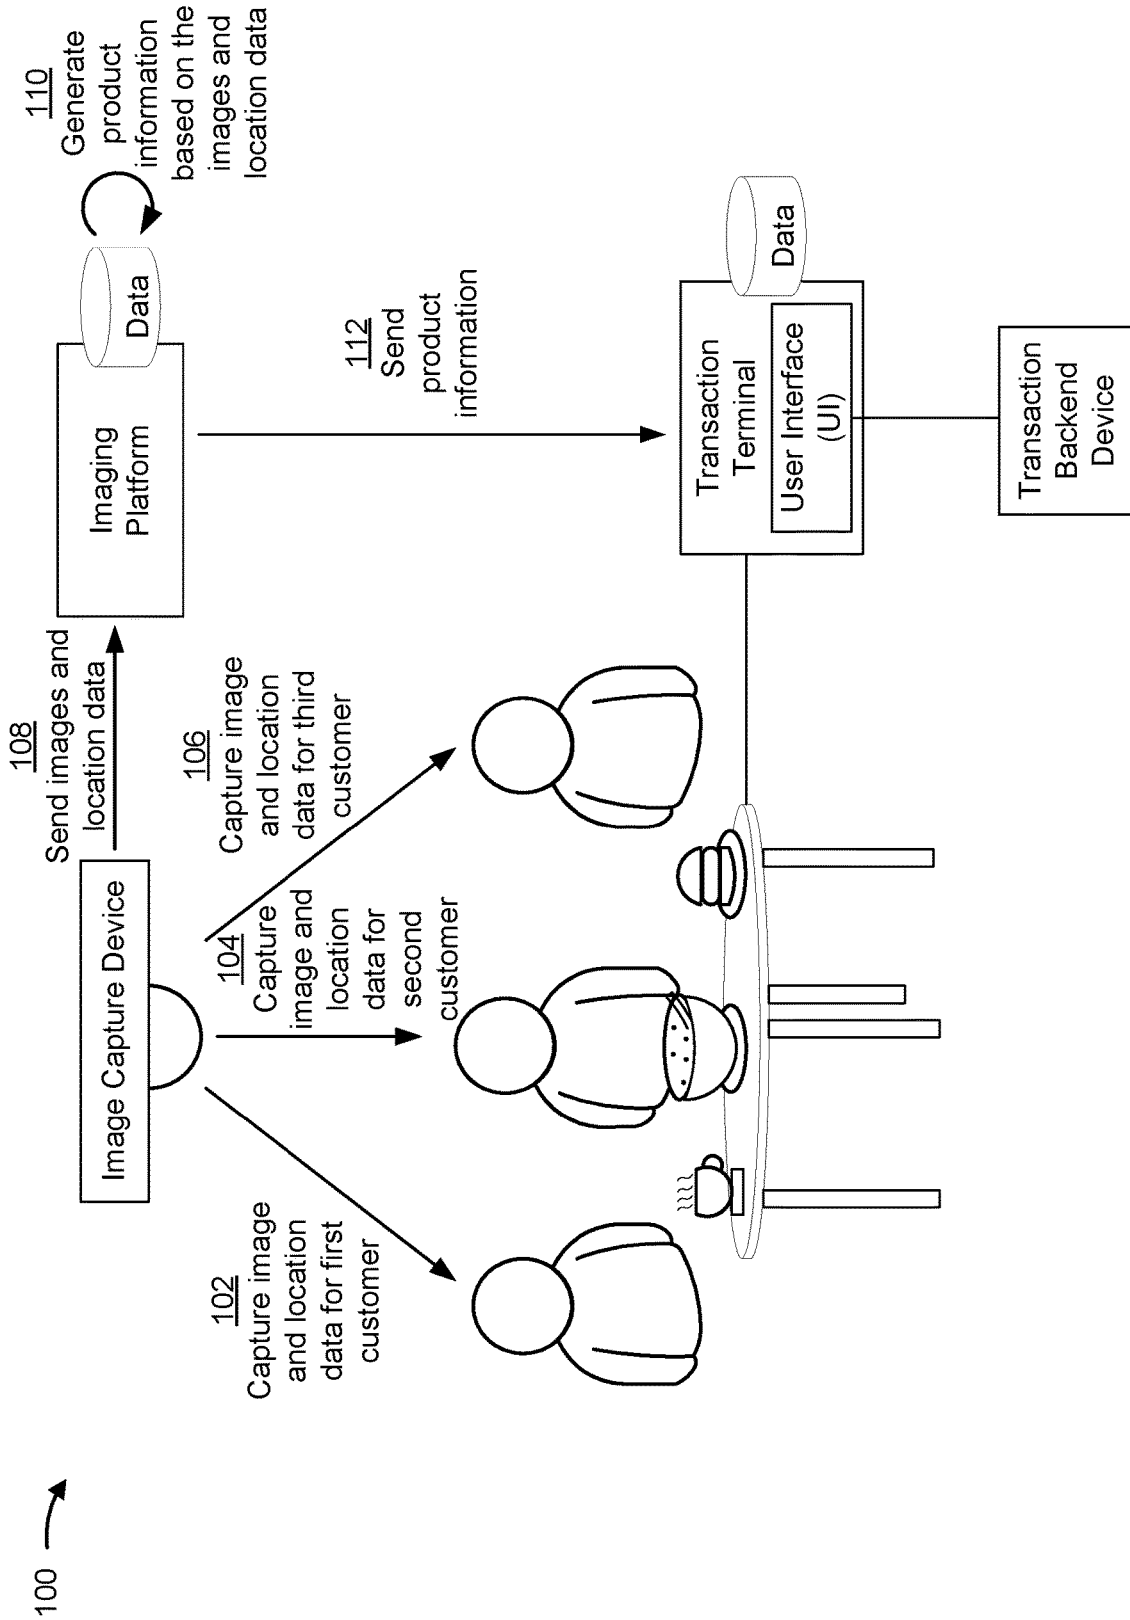 100
108
Send images and
location data
Image Capture Device
Imaging
Platform
Data
110
Generate
product
information
based on the
images and
location data
102
Capture image
and location
data for first
customer
104
Capture
image and
location
data for
second
customer
106
Capture image
and location
data for third
customer
112
Send
product
information
Transaction
Terminal
User Interface
(UI)
Data
Transaction
Backend
Device